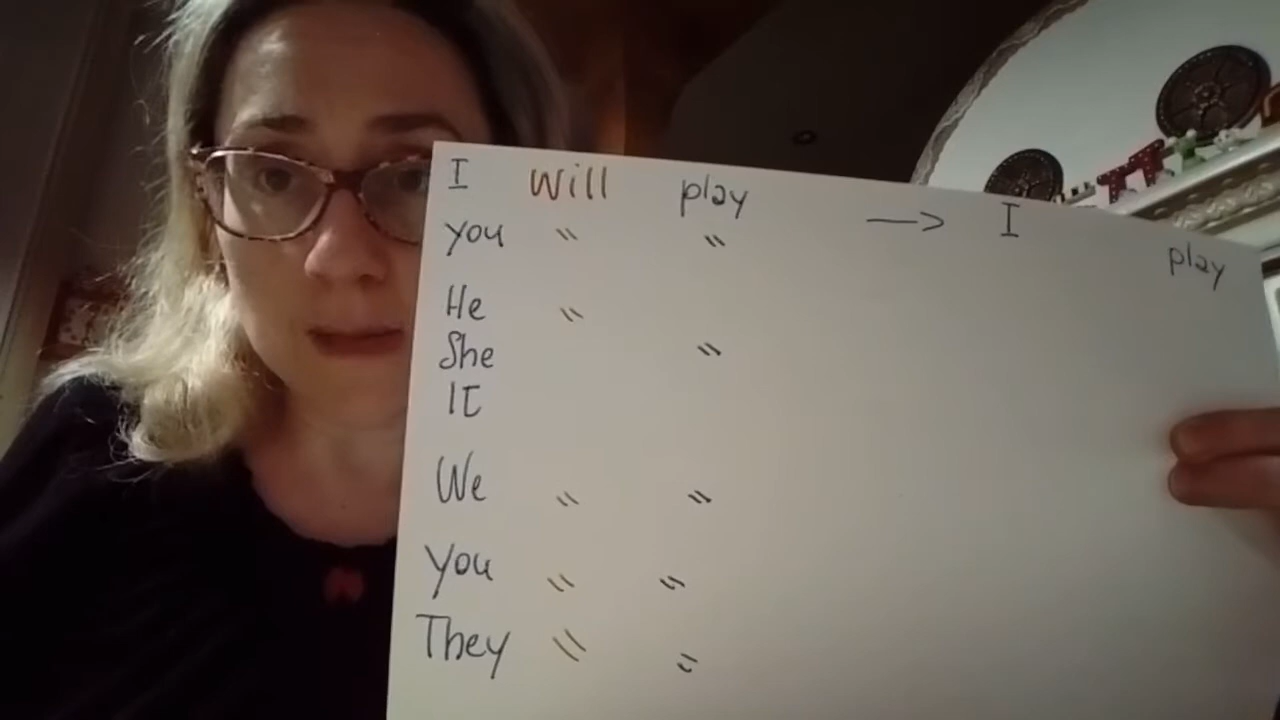 I will play → I play
you " "
He "
She "
It
We " "
You " "
They " "